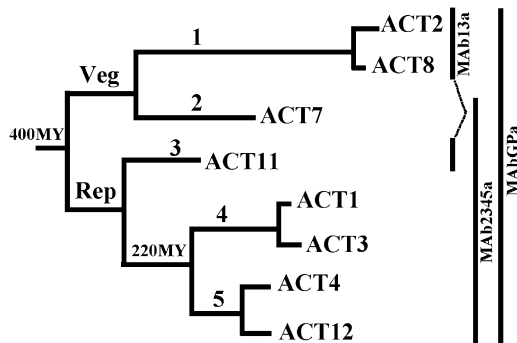 1
ACT2
ACT8
Veg
2
ACT7
400MY
3
ACT11
Rep
4
ACT1
ACT3
220MY
5
ACT4
ACT12
MAb13a
MAb2345a
MAbGPa